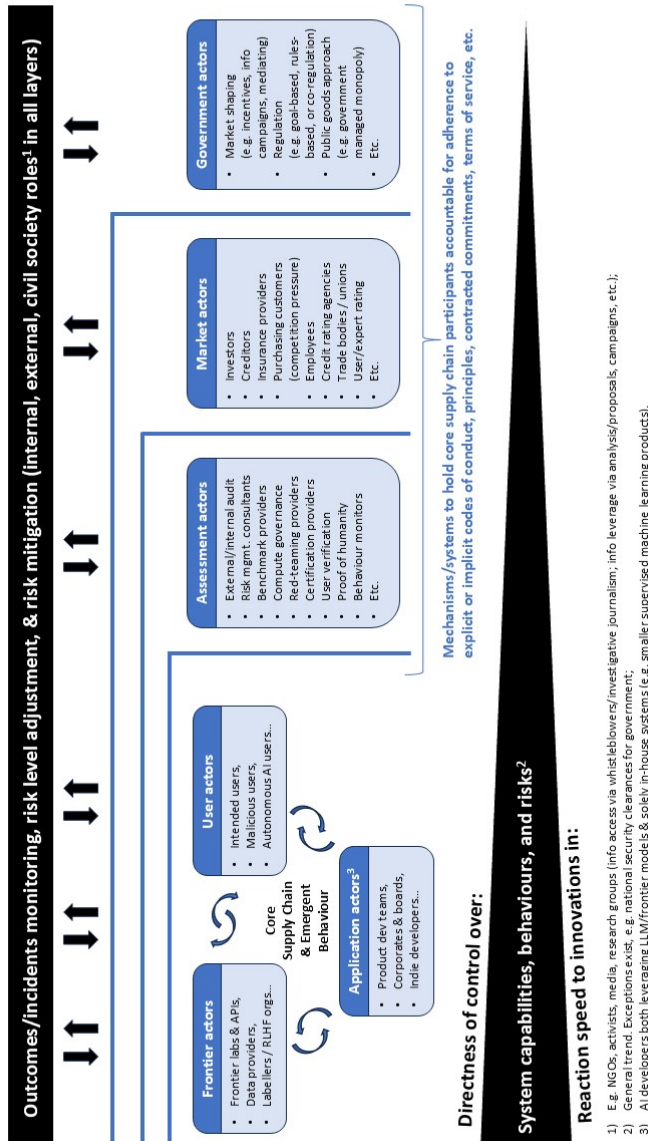 Outcomes/incidents monitoring, risk level adjustment, & risk mitigation (internal, external, civil society roles¹ in all layers)
Frontier actors
• Frontier labs & APIs,
• Data providers,
• Labellers / RLHF orgs...
User actors
• Intended users,
• Malicious users,
• Autonomous AI users...
Core
Supply Chain
& Emergent
Behaviour
Application actors³
• Product dev teams,
• Corporates & boards,
• Indie developers...
Assessment actors
• External/internal audit
• Risk mgmt. consultants
• Benchmark providers
• Compute governance
• Red-teaming providers
• Certification providers
• User verification
• Proof of humanity
• Behaviour monitors
• Etc.
Market actors
• Investors
• Creditors
• Insurance providers
• Purchasing customers
(competition pressure)
• Employees
• Credit rating agencies
• Trade bodies / unions
• User/expert rating
• Etc.
Government actors
• Market shaping
(e.g. incentives, info
campaigns, mediating)
• Regulation
(e.g. goal-based, rules-
based, or co-regulation)
• Public goods approach
(e.g. government
managed monopoly)
• Etc.
Mechanisms/systems to hold core supply chain participants accountable for adherence to
explicit or implicit codes of conduct, principles, contracted commitments, terms of service, etc.
Directness of control over:
System capabilities, behaviours, and risks²
Reaction speed to innovations in:
1) E.g. NGOs, activists, media, research groups (info access via whistleblowers/investigative journalism; info leverage via analysis/proposals, campaigns, etc.);
2) General trend. Exceptions exist, e.g. national security clearances for government;
3) AI developers both leveraging LLM/frontier models & solely in-house systems (e.g. smaller supervised machine learning products).